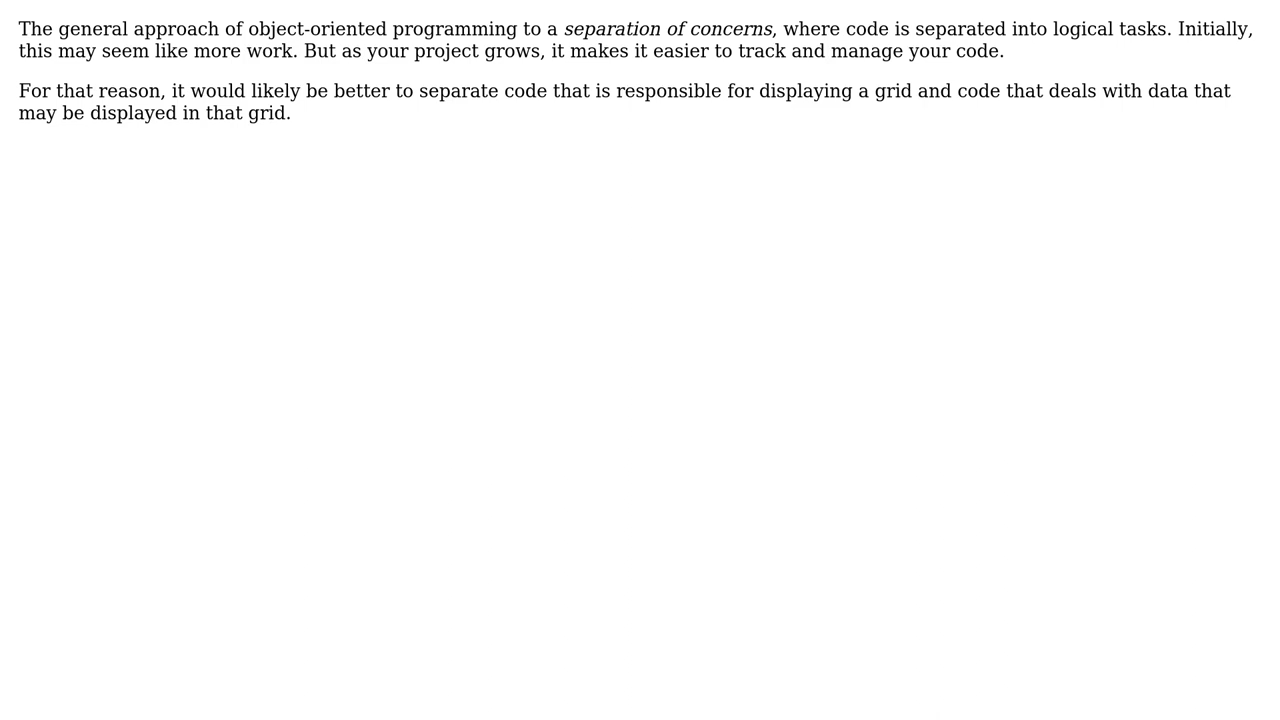 The general approach of object-oriented programming to a separation of concerns, where code is separated into logical tasks. Initially,
this may seem like more work. But as your project grows, it makes it easier to track and manage your code.
For that reason, it would likely be better to separate code that is responsible for displaying a grid and code that deals with data that
may be displayed in that grid.